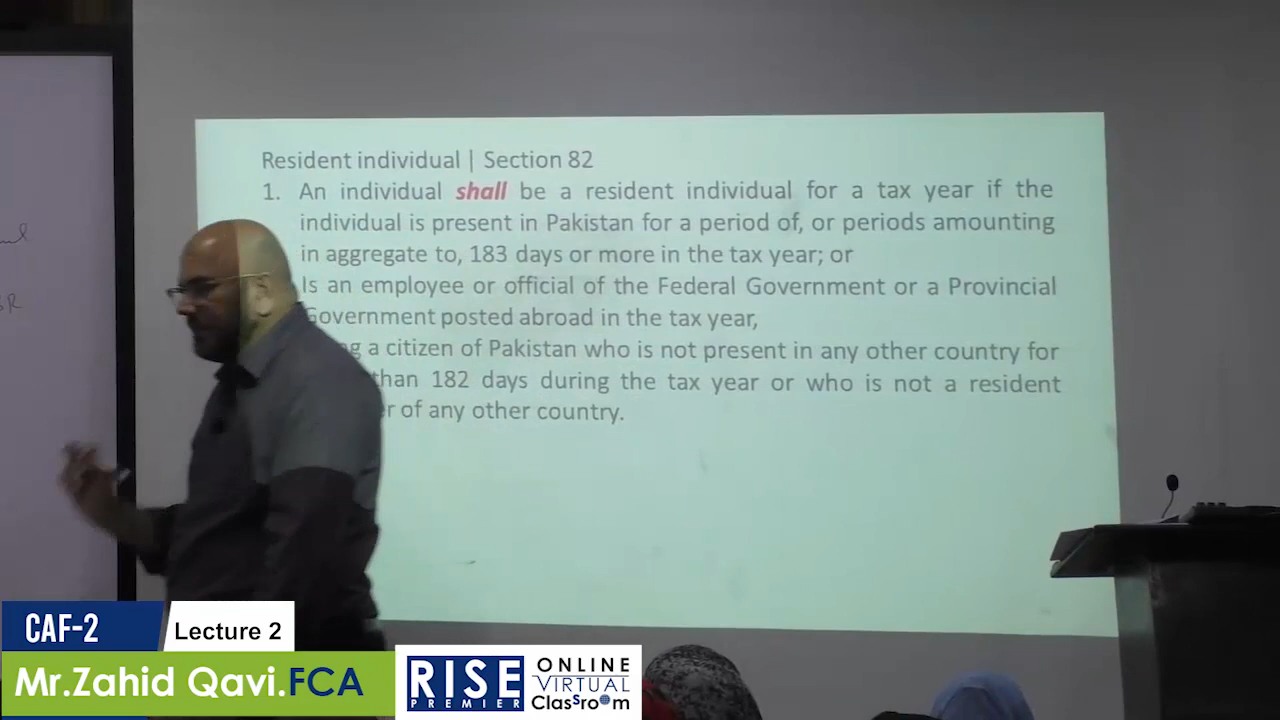 Resident individual | Section 82
1. An individual shall be a resident individual for a tax year if the
individual is present in Pakistan for a period of, or periods amounting
in aggregate to, 183 days or more in the tax year; or
Is an employee or official of the Federal Government or a Provincial
Government posted abroad in the tax year,
a citizen of Pakistan who is not present in any other country for
than 182 days during the tax year or who is not a resident
of any other country.
CAF-2
Lecture 2
Mr.Zahid Qavi.FCA
RISE
PREMIER
ONLINE
VIRTUAL
ClassroOm